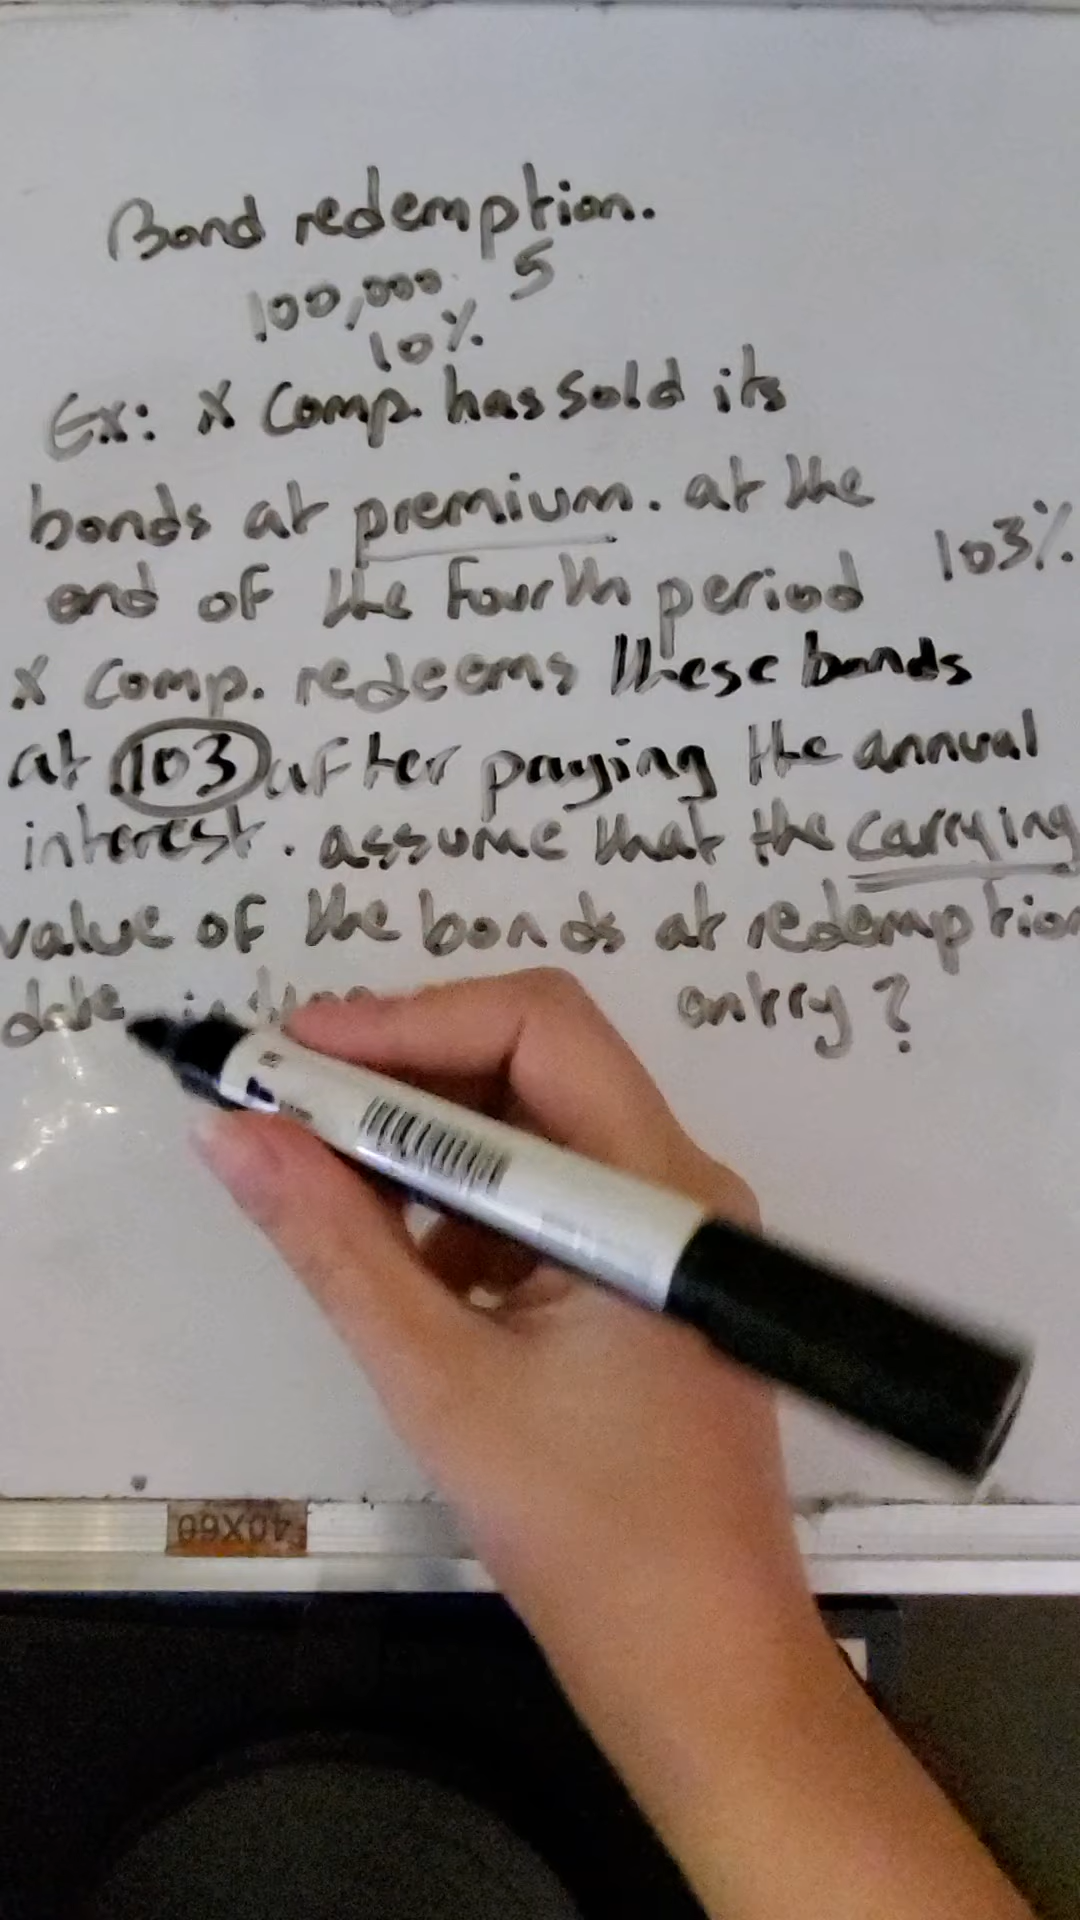 Bond redemption.
100,000 5
10%
Ex: X Comp. has sold its
bonds at premium. at the
end of the fourth period 103%
X Comp. redeems these bonds
at 103 after paying the annual
interest. assume that the carrying
value of the bonds at redemption
date entry?
40X60